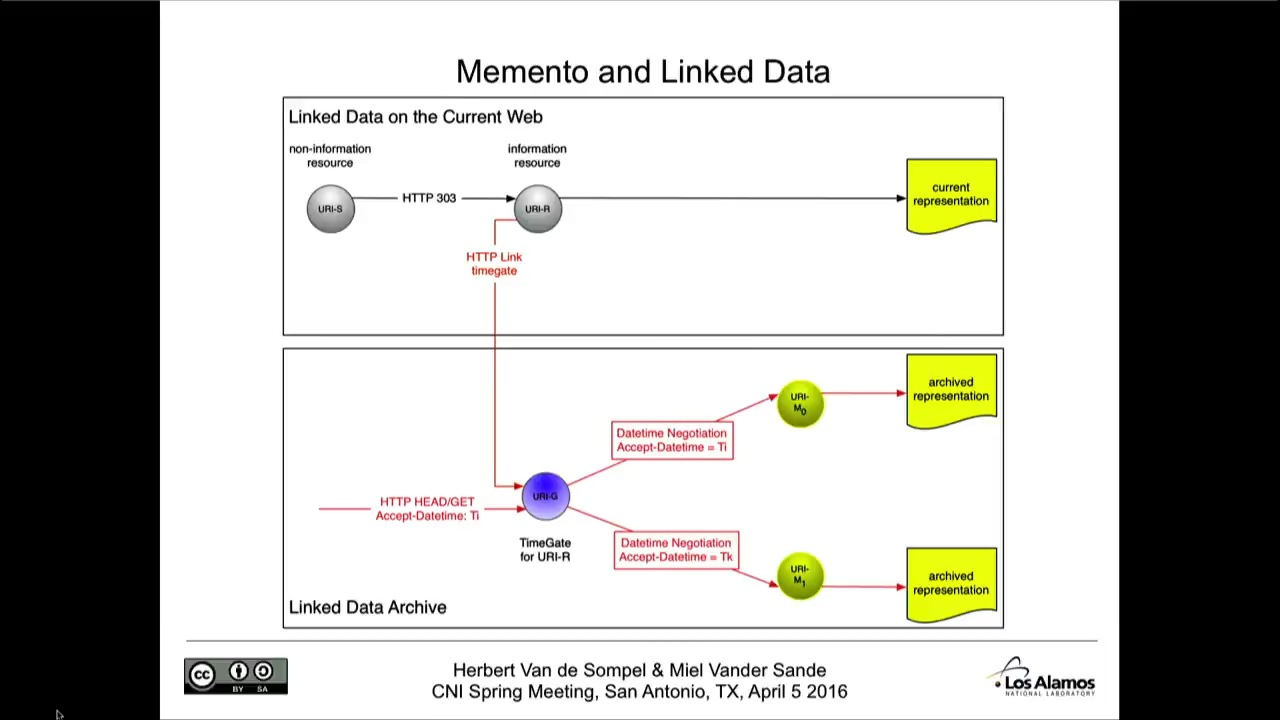 Memento and Linked Data
Linked Data on the Current Web
non-information
resource
information
resource
URI-S
HTTP 303
URI-R
current
representation
HTTP Link
timegate
URI-
M0
archived
representation
Datetime Negotiation
Accept-Datetime = Ti
HTTP HEAD/GET
Accept-Datetime: Ti
URI-G
TimeGate
for URI-R
Datetime Negotiation
Accept-Datetime = Tk
URI-
M1
archived
representation
Linked Data Archive
cc
BY SA
Herbert Van de Sompel & Miel Vander Sande
CNI Spring Meeting, San Antonio, TX, April 5 2016
Los Alamos
NATIONAL LABORATORY